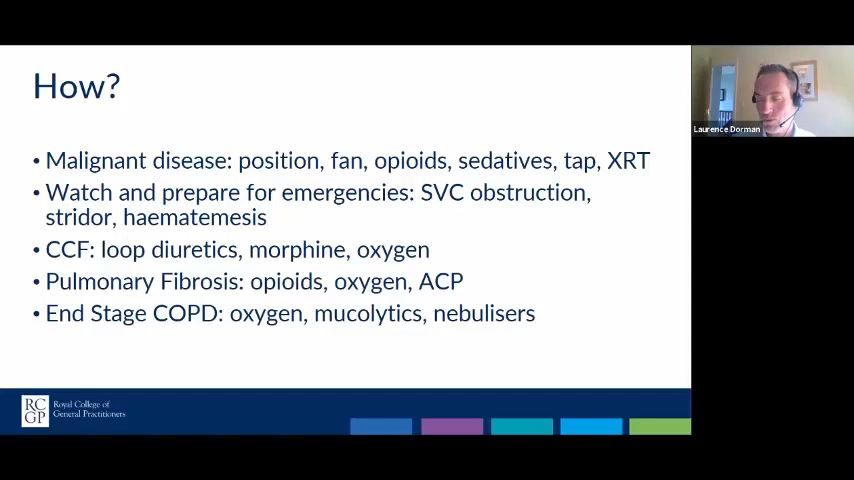 How?
• Malignant disease: position, fan, opioids, sedatives, tap, XRT
• Watch and prepare for emergencies: SVC obstruction,
stridor, haematemesis
• CCF: loop diuretics, morphine, oxygen
• Pulmonary Fibrosis: opioids, oxygen, ACP
• End Stage COPD: oxygen, mucolytics, nebulisers
Laurence Dorman
RC
GP
Royal College of
General Practitioners